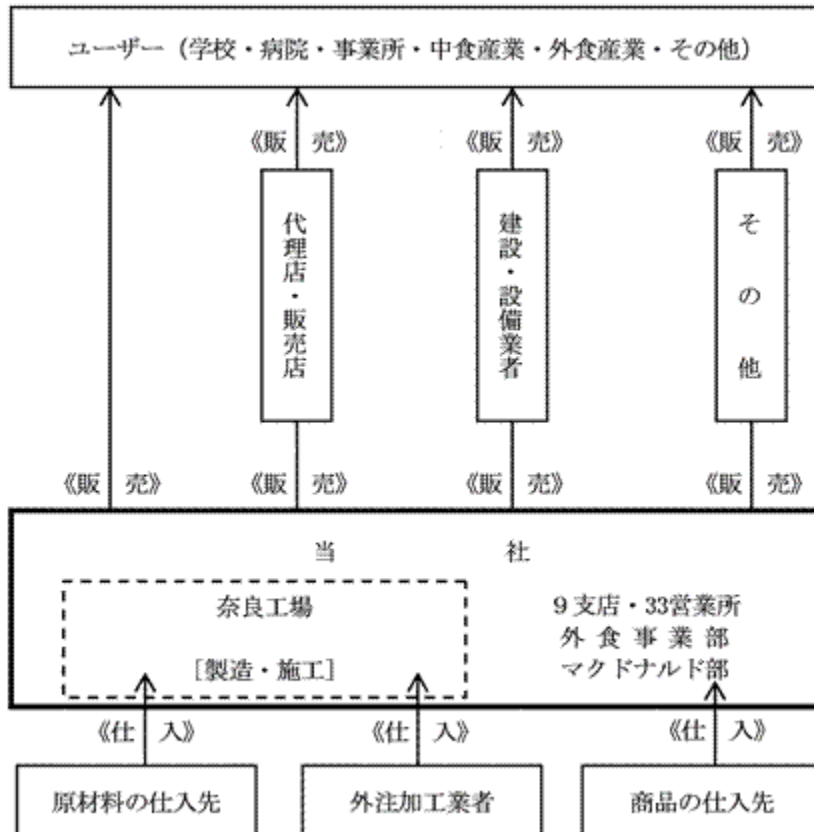 ユーザー（学校・病院・事業所・中食産業・外食産業・その他）
《販 売》 《販 売》 《販 売》
代理店・販売店
建設・設備業者
その他
《販 売》 《販 売》 《販 売》 《販 売》
当 社
奈良工場
[製造・施工]
9支店・33営業所
外食事業部
マクドナルド部
《仕 入》 《仕 入》 《仕 入》
原材料の仕入先
外注加工業者
商品の仕入先